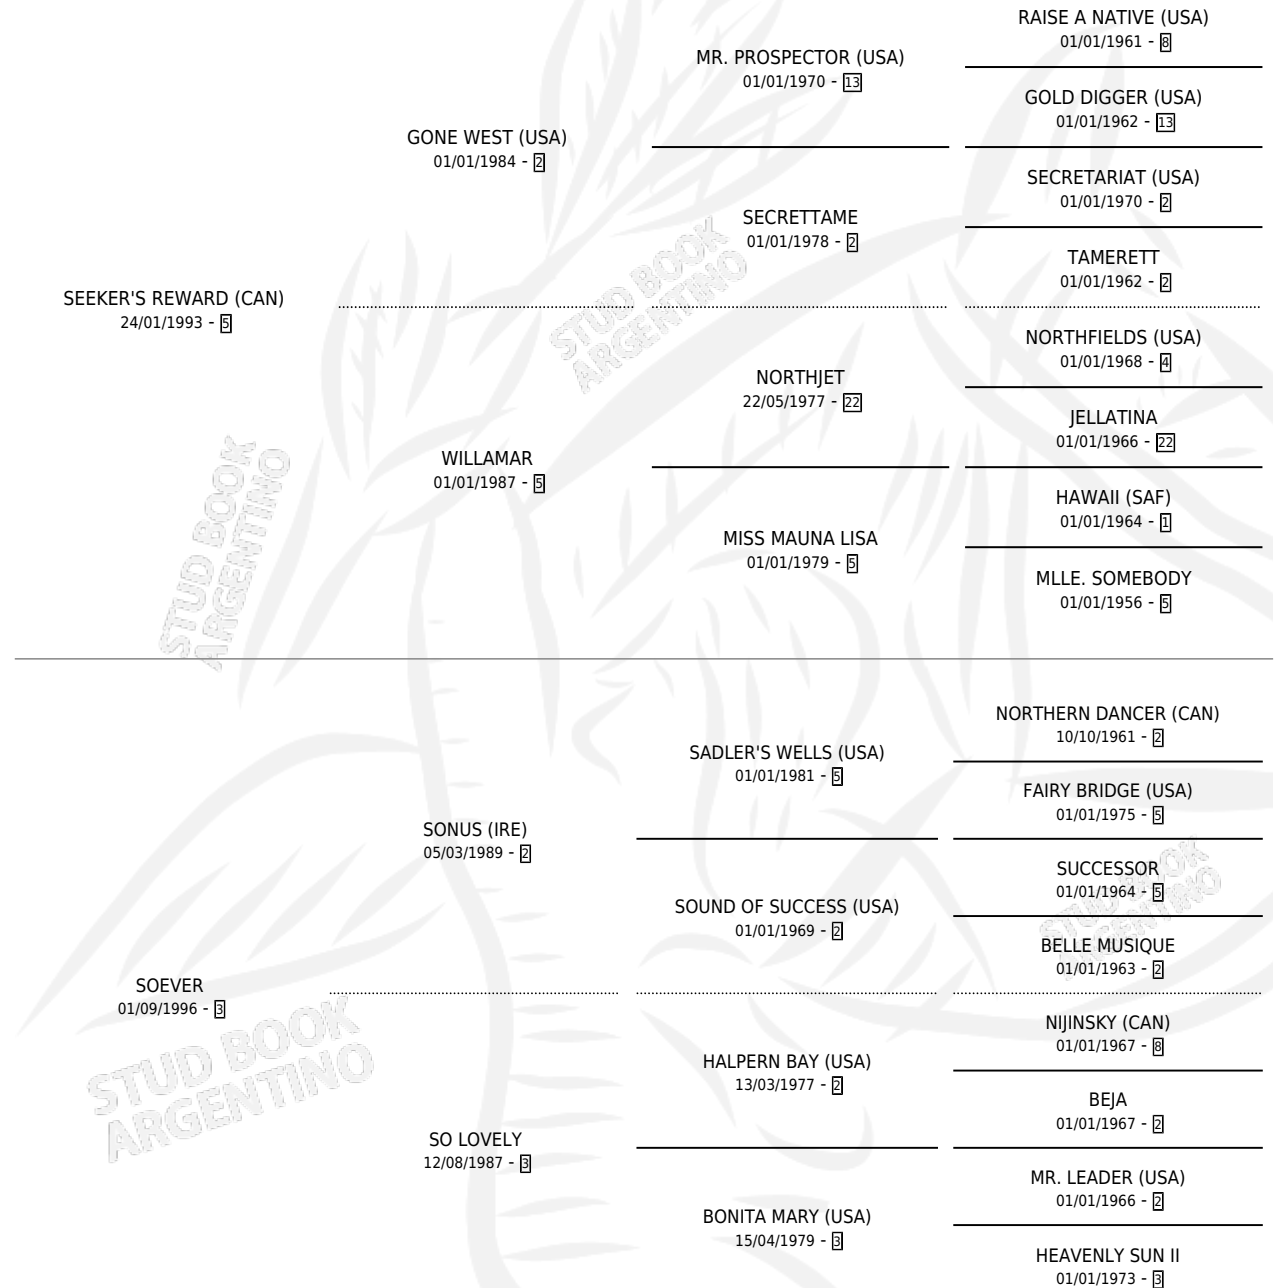 RAISE A NATIVE (USA)
01/01/1961 - 8
MR. PROSPECTOR (USA)
01/01/1970 - 13
GOLD DIGGER (USA)
01/01/1962 - 13
GONE WEST (USA)
01/01/1984 - 2
SECRETARIAT (USA)
01/01/1970 - 2
SECRETTAME
01/01/1978 - 2
TAMERETT
01/01/1962 - 2
SEEKER'S REWARD (CAN)
24/01/1993 - 5
STUD BOOK
ARGENTINO
NORTHFIELDS (USA)
01/01/1968 - 4
NORTHJET
22/05/1977 - 22
JELLATINA
01/01/1966 - 22
WILLAMAR
01/01/1987 - 5
HAWAII (SAF)
01/01/1964 - 1
MISS MAUNA LISA
01/01/1979 - 5
MLLE. SOMEBODY
01/01/1956 - 5
STUD BOOK
ARGENTINO
NORTHERN DANCER (CAN)
10/10/1961 - 2
SADLER'S WELLS (USA)
01/01/1981 - 5
FAIRY BRIDGE (USA)
01/01/1975 - 5
SONUS (IRE)
05/03/1989 - 2
SUCCESSOR
01/01/1964 - 5
SOUND OF SUCCESS (USA)
01/01/1969 - 2
BELLE MUSIQUE
01/01/1963 - 2
STUD BOOK
ARGENTINO
SOEVER
01/09/1996 - 3
NIJINSKY (CAN)
01/01/1967 - 8
HALPERN BAY (USA)
13/03/1977 - 2
BEJA
01/01/1967 - 2
STUD BOOK
ARGENTINO
SO LOVELY
12/08/1987 - 3
MR. LEADER (USA)
01/01/1966 - 2
BONITA MARY (USA)
15/04/1979 - 3
HEAVENLY SUN II
01/01/1973 - 3